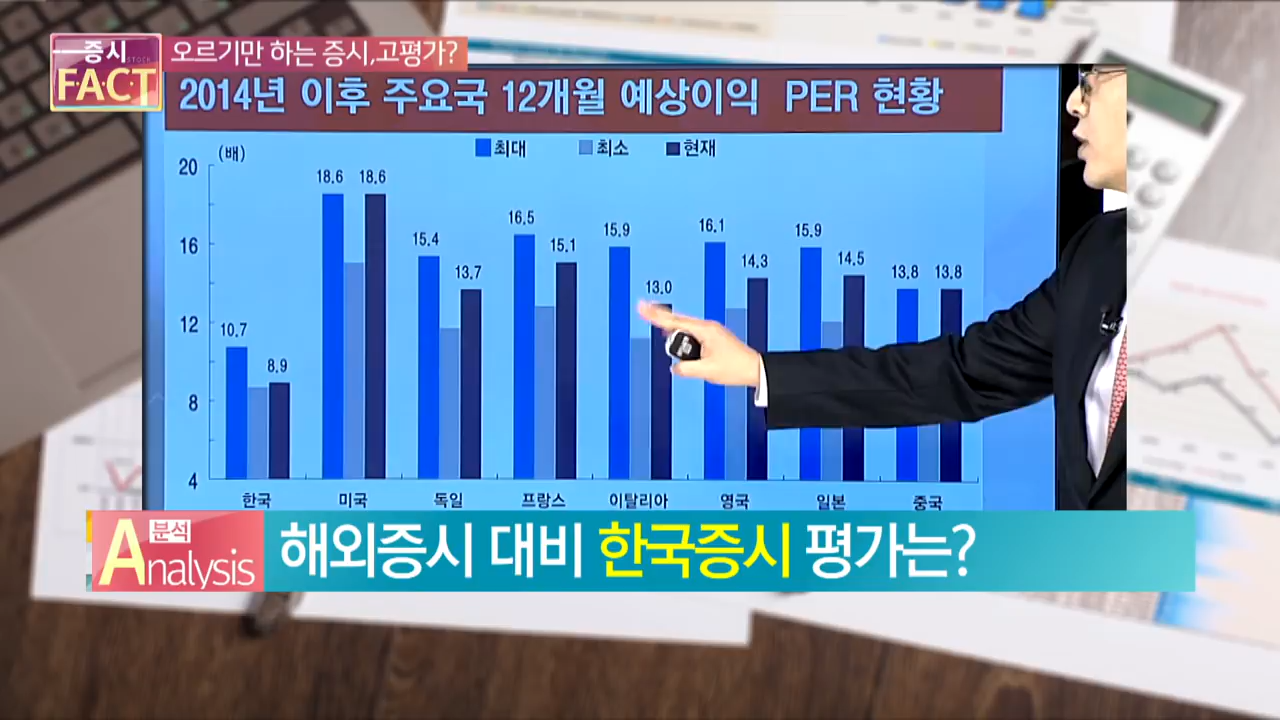 증시
STOCK
FACT
오르기만 하는 증시,고평가?
2014년 이후 주요국 12개월 예상이익 PER 현황
(배)
최대 최소 현재
20
16
12
8
4
10.7 8.9
18.6 18.6
15.4 13.7
16.5 15.1
15.9 13.0
16.1 14.3
15.9 14.5
13.8 13.8
한국 미국 독일 프랑스 이탈리아 영국 일본 중국
분석
Analysis
해외증시 대비 한국증시 평가는?